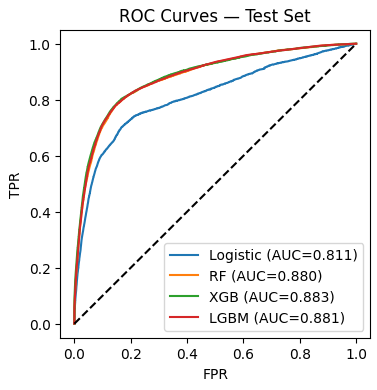 ROC Curves — Test Set
TPR
1.0
0.8
0.6
0.4
0.2
0.0
Logistic (AUC=0.811)
RF (AUC=0.880)
XGB (AUC=0.883)
LGBM (AUC=0.881)
0.0 0.2 0.4 0.6 0.8 1.0
FPR